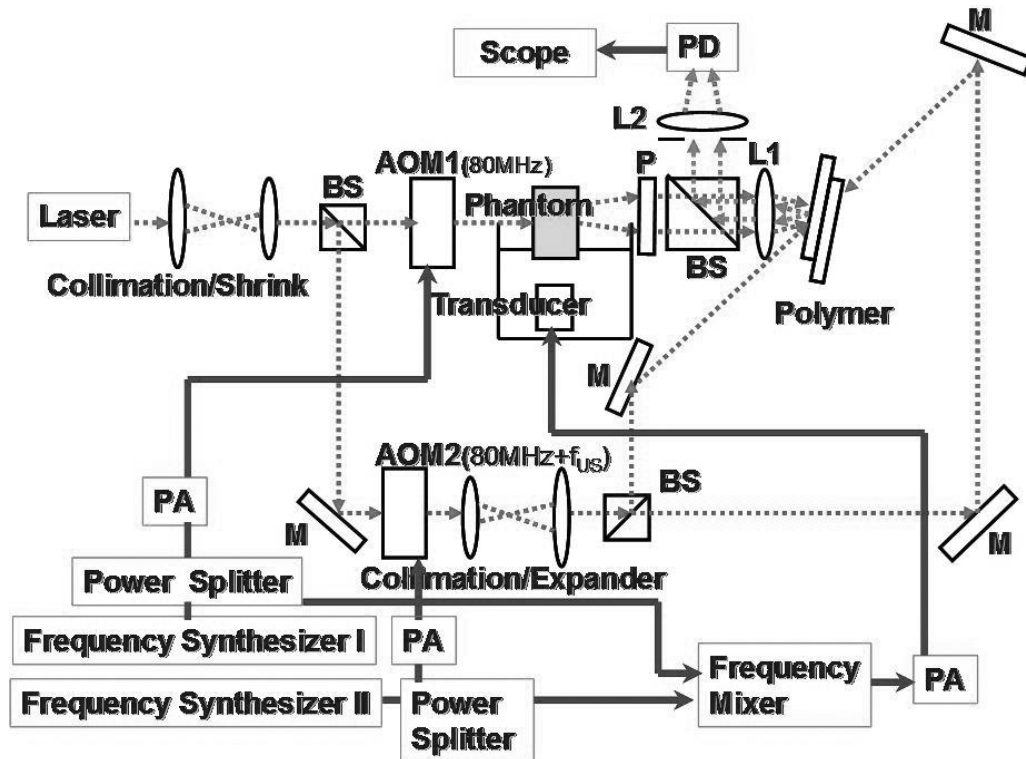 M
Scope
PD
L2
AOM1(80MHz)
P
L1
BS
Laser
Phantom
BS
Collimation/Shrink
Transducer
Polymer
M
AOM2(80MHz+fUS)
BS
PA
M
M
Collimation/Expander
Power Splitter
Frequency Synthesizer I
PA
Frequency
Mixer
PA
Frequency Synthesizer II
Power
Splitter